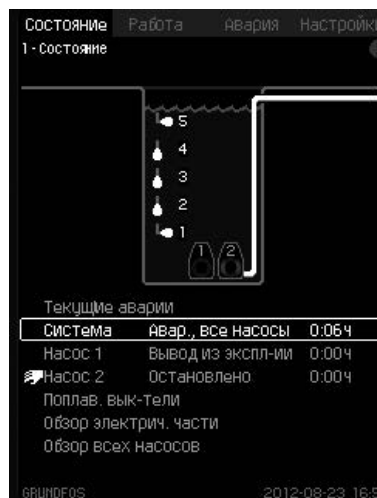 Состояние Работа Авария Настройки
1 - Состояние
5
4
3
2
1
1 2
Текущие аварии
Система Авар., все насосы 0:06ч
Насос 1 Вывод из экспл-ии 0:00ч
Насос 2 Остановлено 0:00ч
Поплав. вык-тели
Обзор электрич. части
Обзор всех насосов
GRUNDFOS 2012-08-23